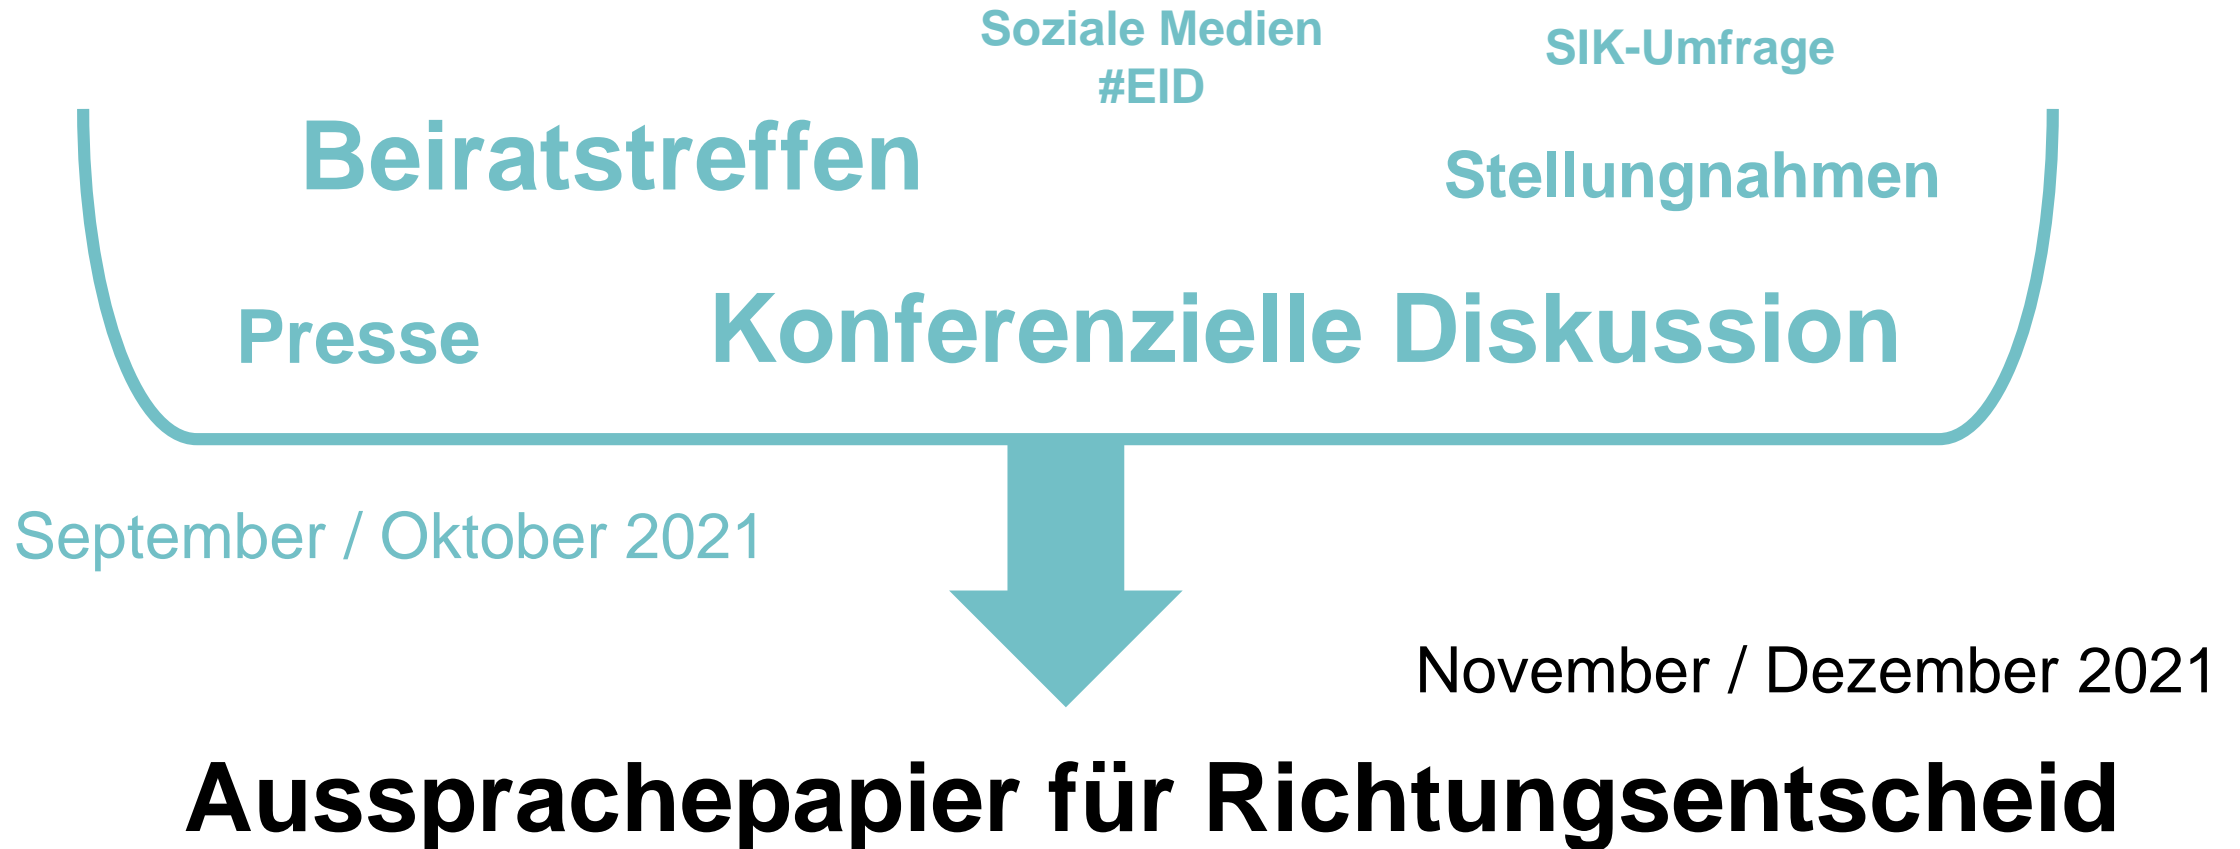 Soziale Medien
#EID
SIK-Umfrage
Beiratstreffen
Stellungnahmen
Presse
Konferenzielle Diskussion
September / Oktober 2021
November / Dezember 2021
Aussprachepapier für Richtungsentscheid